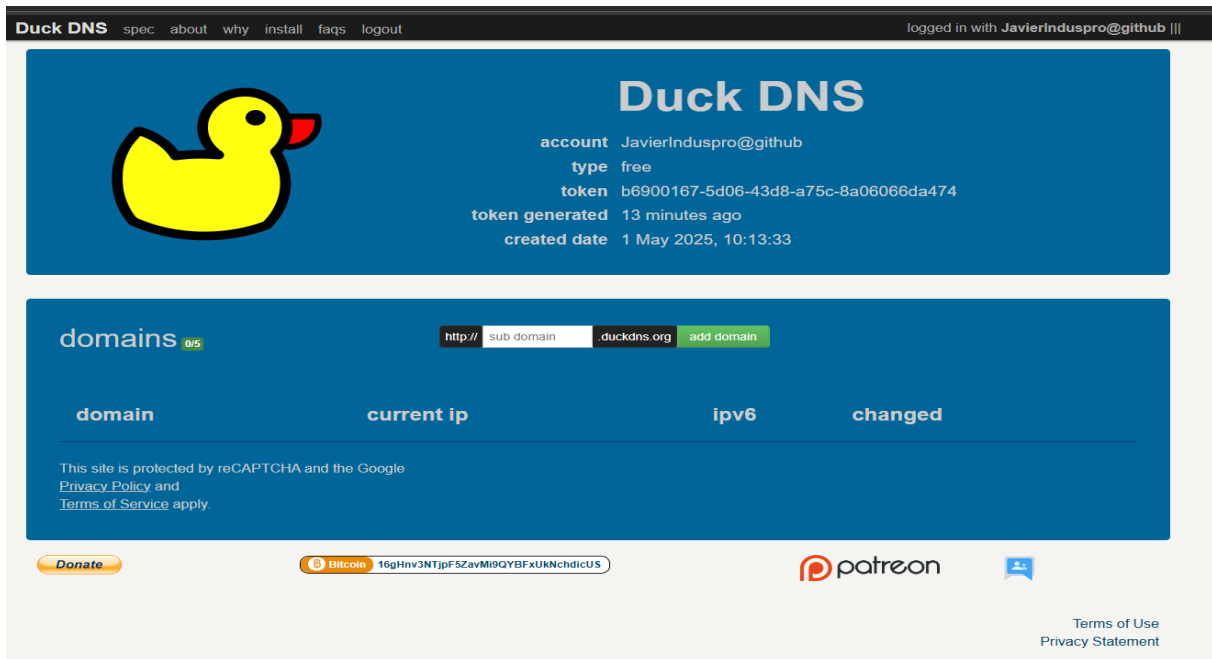 Duck DNS spec about why install faqs logout logged in with JavierInduspro@github |||
Duck DNS
account JavierInduspro@github
type free
token b6900167-5d06-43d8-a75c-8a06066da474
token generated 13 minutes ago
created date 1 May 2025, 10:13:33
domains 0/5 http:// sub domain .duckdns.org add domain
domain current ip ipv6 changed
This site is protected by reCAPTCHA and the Google
Privacy Policy and
Terms of Service apply.
Donate Bitcoin 16gHnv3NTjpF5ZavMi9QYBFxUkNchdicUS patreon
Terms of Use
Privacy Statement